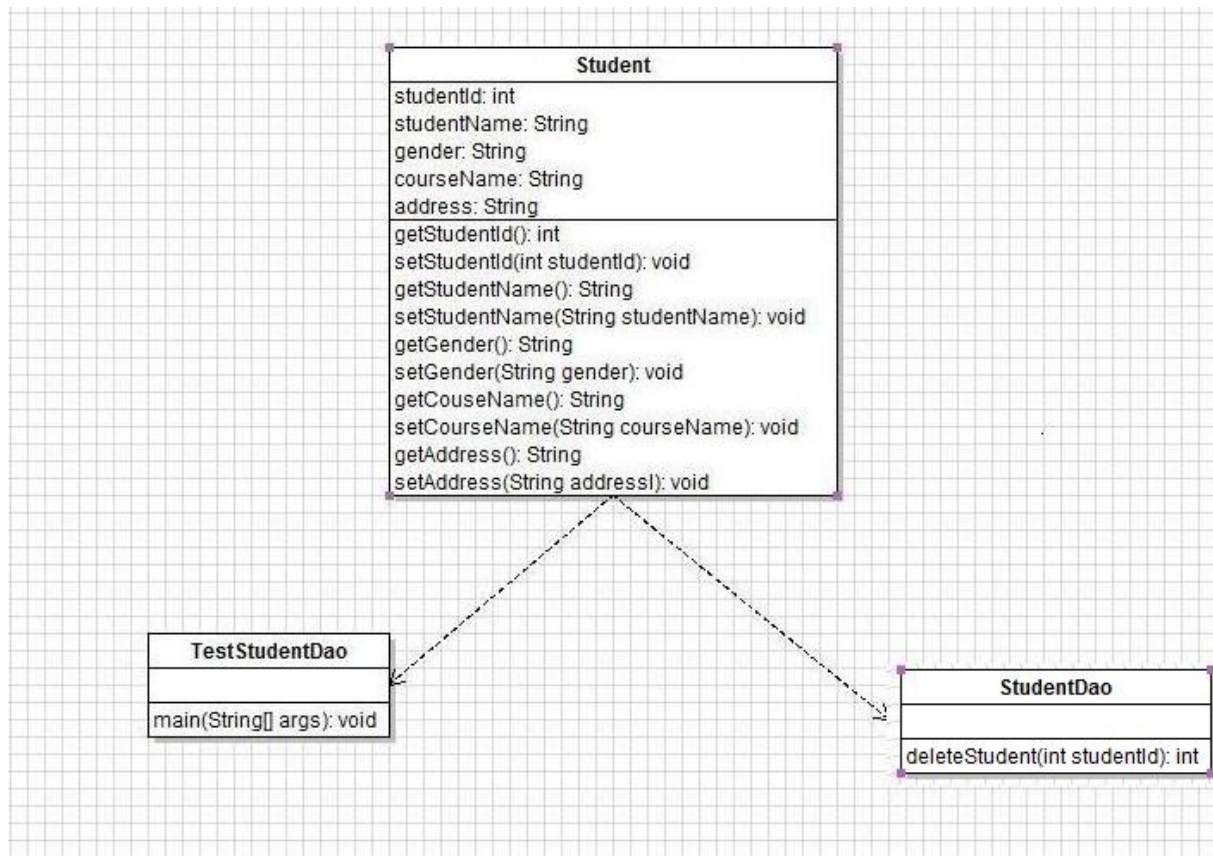 Student
studentId: int
studentName: String
gender: String
courseName: String
address: String
getStudentId(): int
setStudentId(int studentId): void
getStudentName(): String
setStudentName(String studentName): void
getGender(): String
setGender(String gender): void
getCouseName(): String
setCourseName(String courseName): void
getAddress(): String
setAddress(String addressl): void
TestStudentDao
main(String[] args): void
StudentDao
deleteStudent(int studentId): int